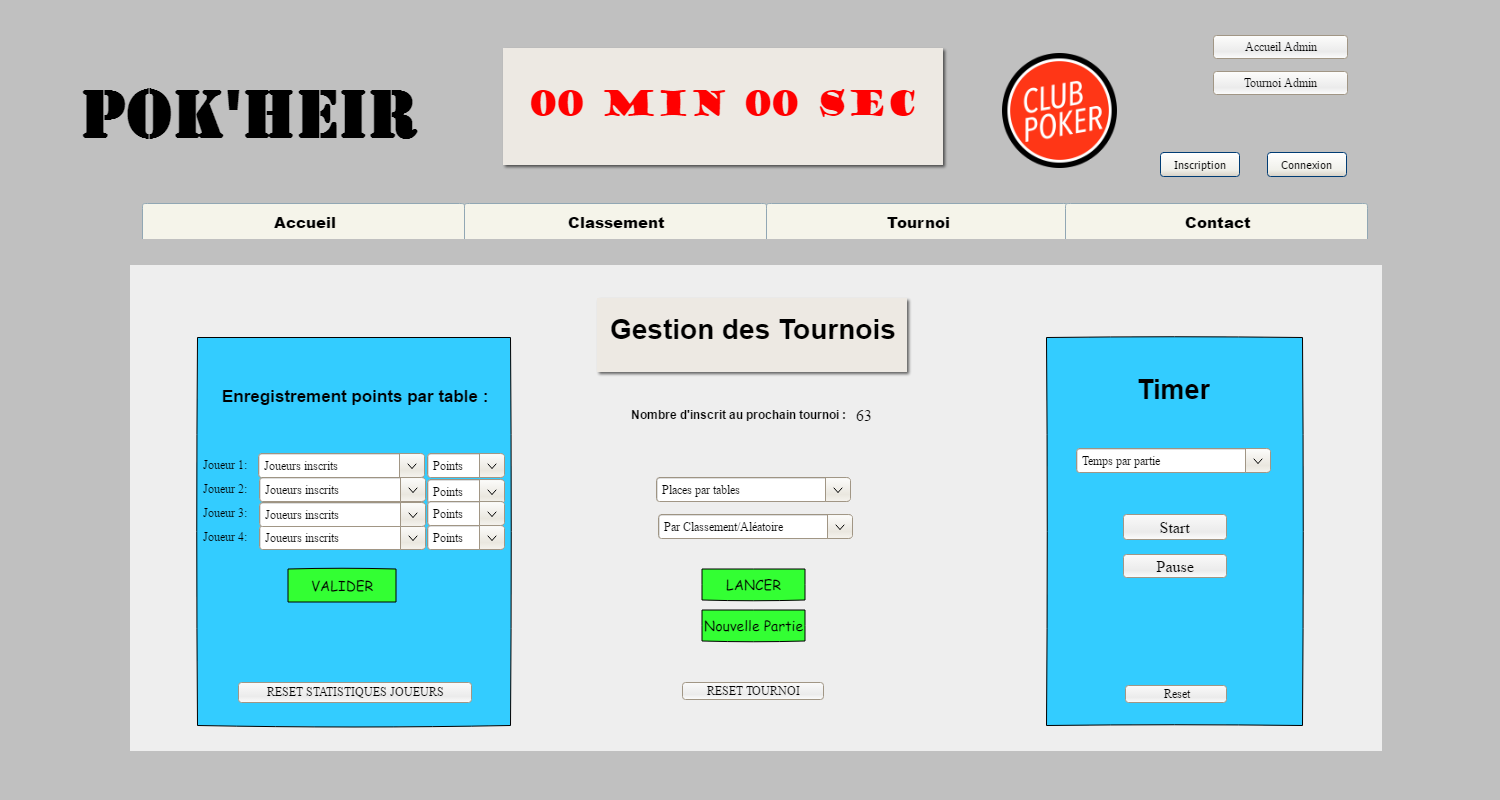 Accueil Admin
Tournoi Admin
POK'HEIR
00 MIN 00 SEC
CLUB
POKER
Inscription
Connexion
Accueil
Classement
Tournoi
Contact
Gestion des Tournois
Enregistrement points par table :
Joueur 1: Joueurs inscrits Points
Joueur 2: Joueurs inscrits Points
Joueur 3: Joueurs inscrits Points
Joueur 4: Joueurs inscrits Points
VALIDER
RESET STATISTIQUES JOUEURS
Nombre d'inscrit au prochain tournoi : 63
Places par tables
Par Classement/Aléatoire
LANCER
Nouvelle Partie
RESET TOURNOI
Timer
Temps par partie
Start
Pause
Reset